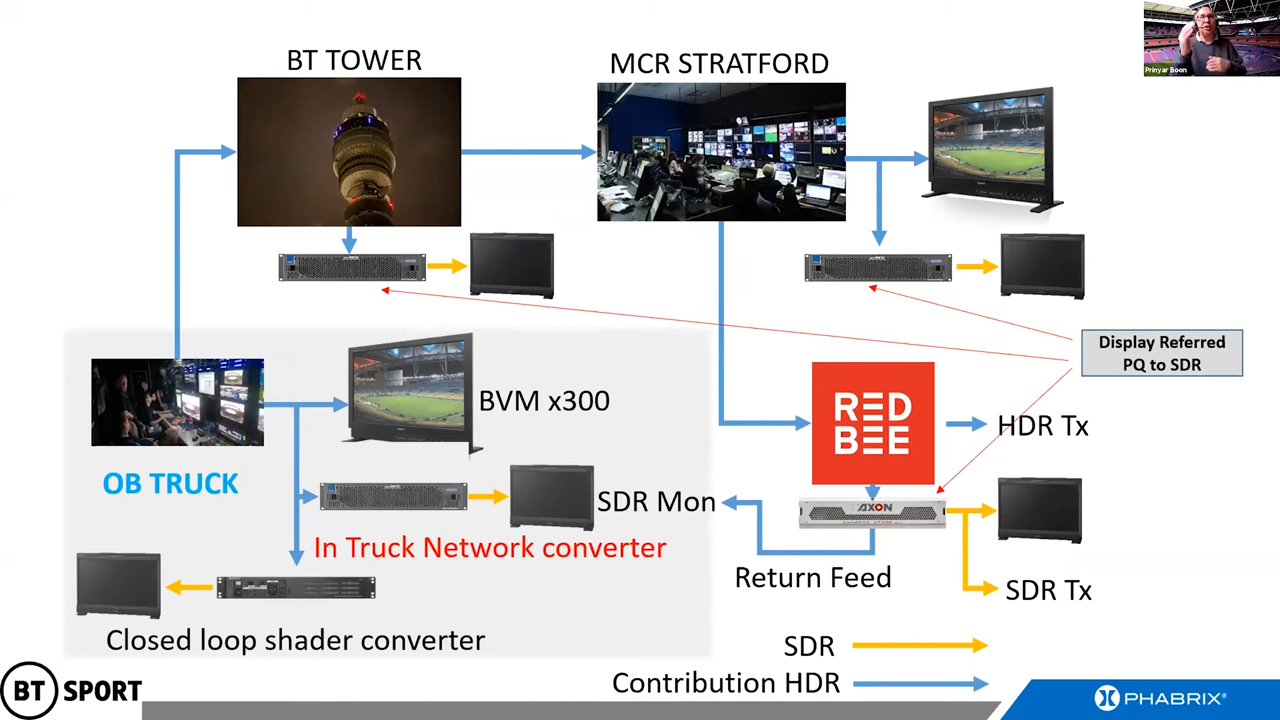 BT TOWER
MCR STRATFORD
Prinyar Boon
Display Referred
PQ to SDR
BVM x300
RED
BEE
HDR Tx
OB TRUCK
SDR Mon
AXON
In Truck Network converter
Return Feed
SDR Tx
Closed loop shader converter
SDR
Contribution HDR
BT SPORT
PHABRIX®